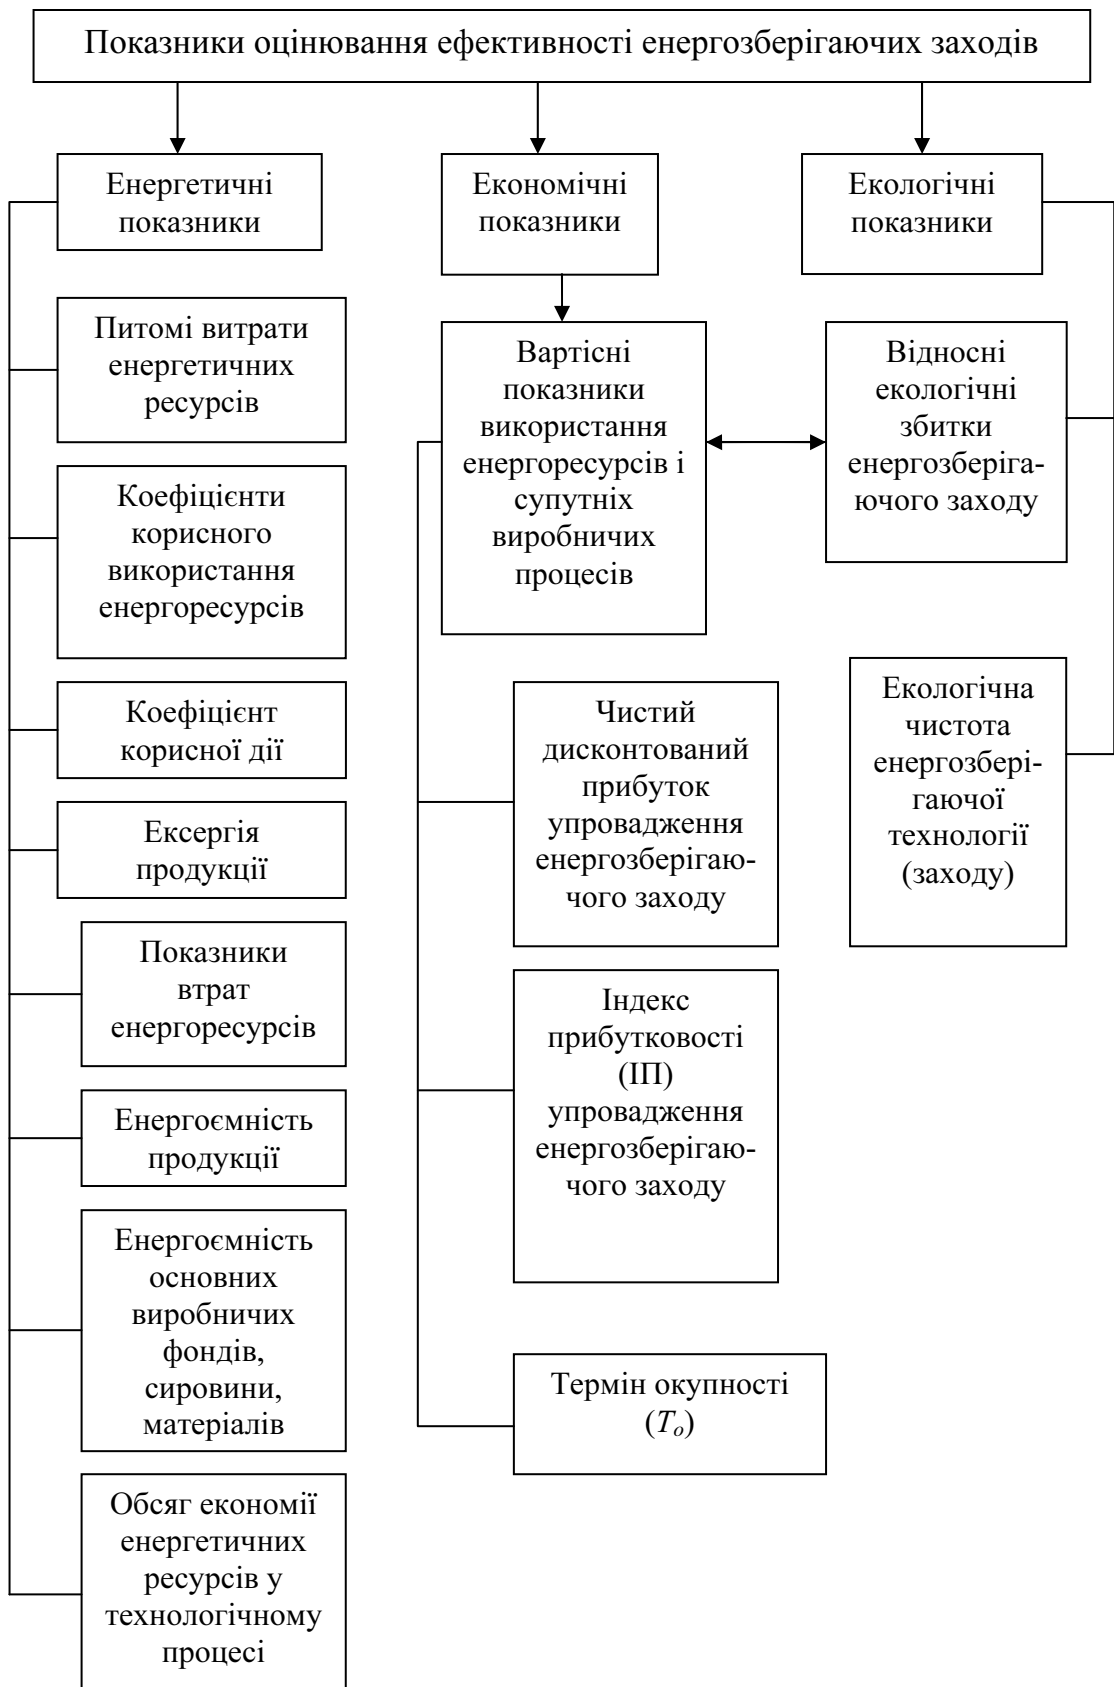 Показники оцінювання ефективності енергозберігаючих заходів
Енергетичні
показники
Економічні
показники
Екологічні
показники
Питомі витрати
енергетичних
ресурсів
Коефіцієнти
корисного
використання
енергоресурсів
Коефіцієнт
корисної дії
Ексергія
продукції
Показники
втрат
енергоресурсів
Енергоємність
продукції
Енергоємність
основних
виробничих
фондів,
сировини,
матеріалів
Обсяг економії
енергетичних
ресурсів у
технологічному
процесі
Вартісні
показники
використання
енергоресурсів і
супутніх
виробничих
процесів
Чистий
дисконтований
прибуток
упровадження
енергозберігаю-
чого заходу
Індекс
прибутковості
(ІП)
упровадження
енергозберігаю-
чого заходу
Термін окупності
(Tₒ)
Відносні
екологічні
збитки
енергозберіга-
ючого заходу
Екологічна
чистота
енергозбері-
гаючої
технології
(заходу)